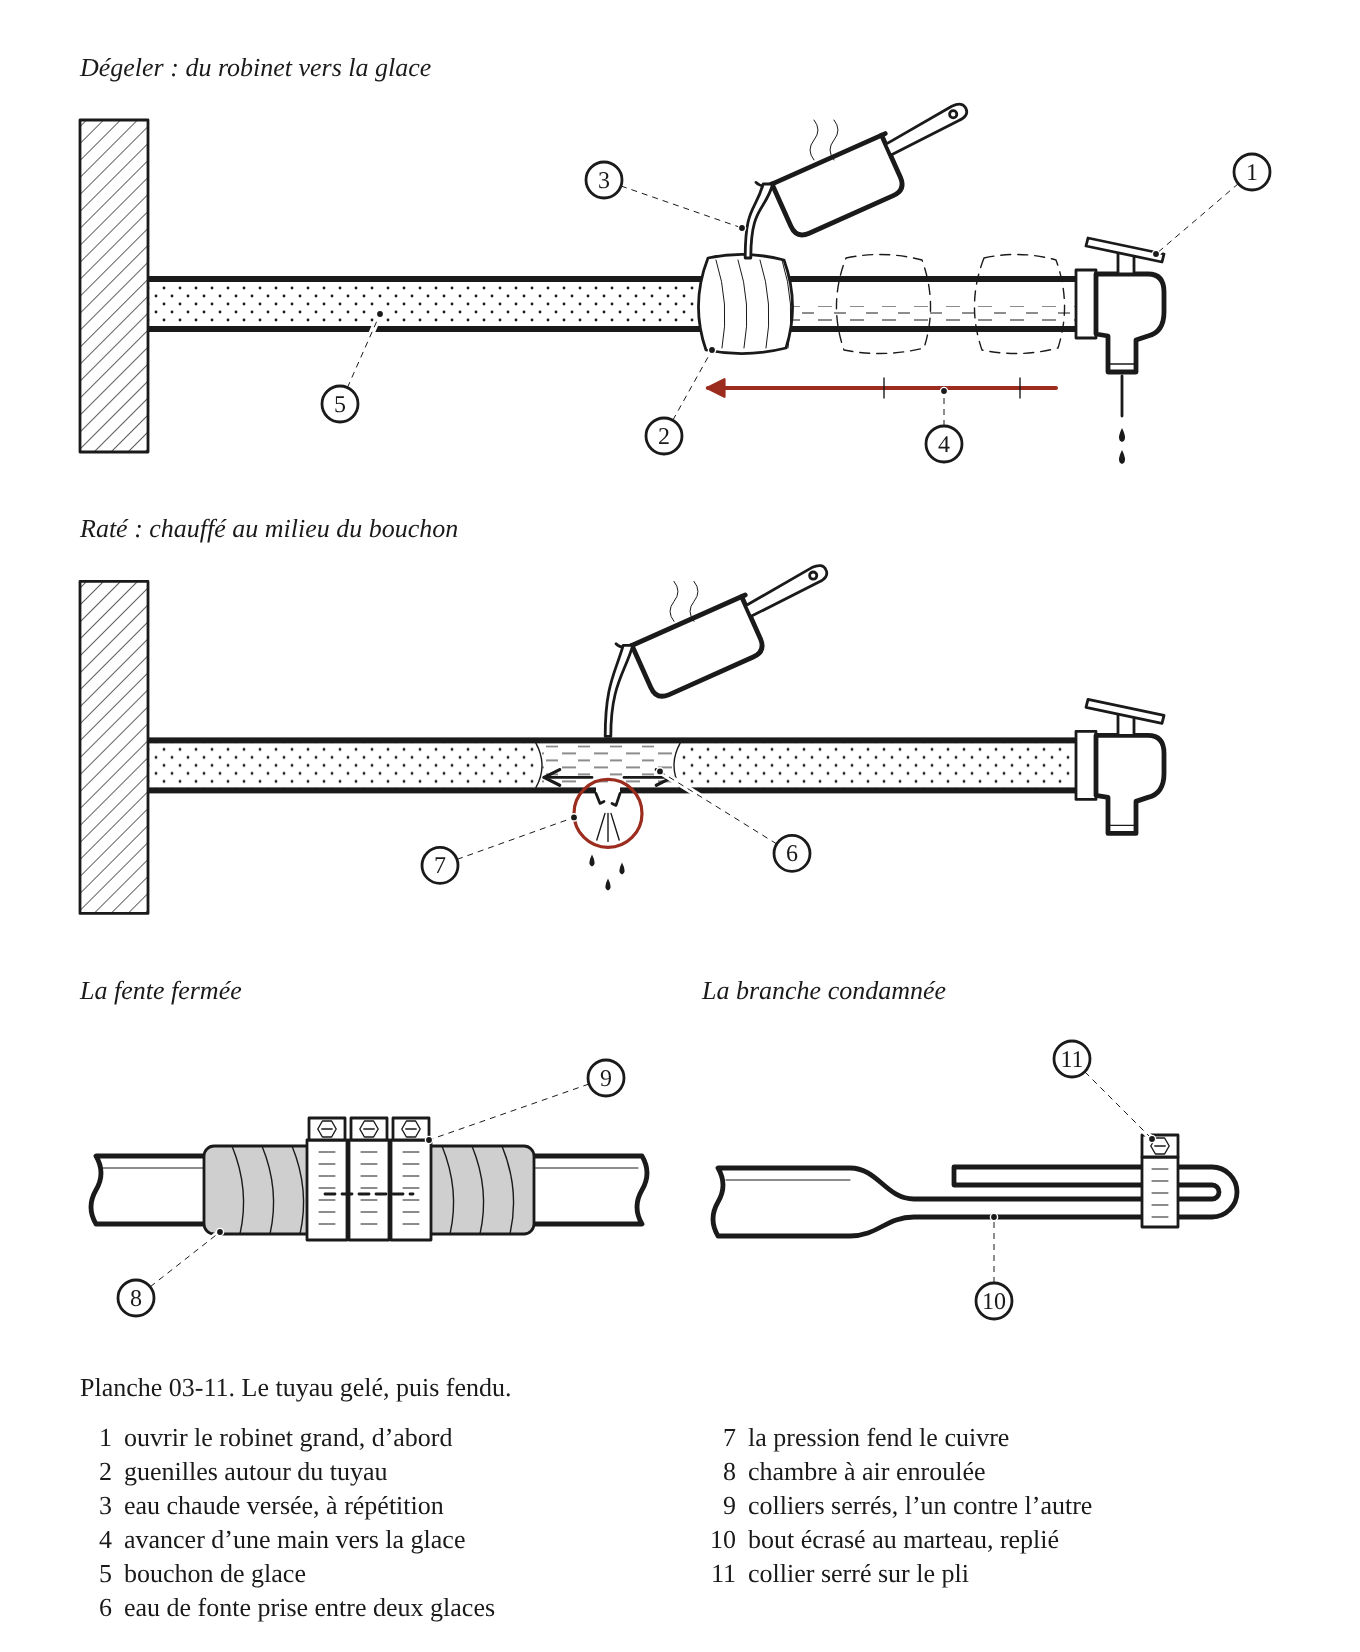 Dégeler : du robinet vers la glace
3
1
5
2
4
Raté : chauffé au milieu du bouchon
7
6
La fente fermée
La branche condamnée
9
11
8
10
Planche 03-11. Le tuyau gelé, puis fendu.
1 ouvrir le robinet grand, d’abord
2 guenilles autour du tuyau
3 eau chaude versée, à répétition
4 avancer d’une main vers la glace
5 bouchon de glace
6 eau de fonte prise entre deux glaces
7 la pression fend le cuivre
8 chambre à air enroulée
9 colliers serrés, l’un contre l’autre
10 bout écrasé au marteau, replié
11 collier serré sur le pli